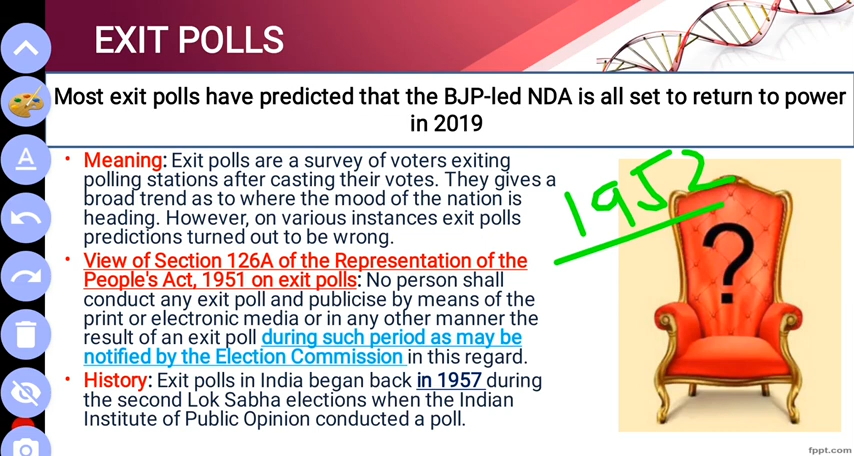 EXIT POLLS
Most exit polls have predicted that the BJP-led NDA is all set to return to power
in 2019
• Meaning: Exit polls are a survey of voters exiting
polling stations after casting their votes. They gives a
broad trend as to where the mood of the nation is
heading. However, on various instances exit polls
predictions turned out to be wrong.
• View of Section 126A of the Representation of the
People's Act, 1951 on exit polls: No person shall
conduct any exit poll and publicise by means of the
print or electronic media or in any other manner the
result of an exit poll during such period as may be
notified by the Election Commission in this regard.
• History: Exit polls in India began back in 1957 during
the second Lok Sabha elections when the Indian
Institute of Public Opinion conducted a poll.
1952
?
A
fppt.com